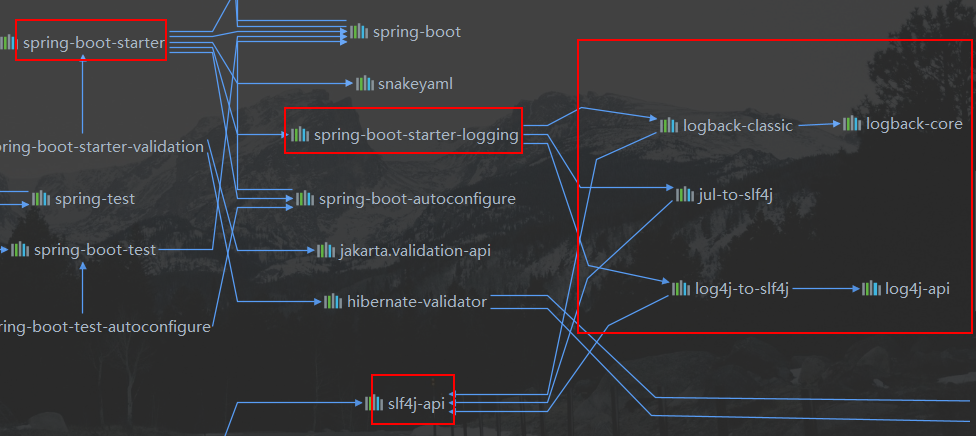 spring-boot-starter
spring-boot
snakeyaml
logback-classic
logback-core
spring-boot-starter-logging
ring-boot-starter-validation
jul-to-slf4j
spring-test
spring-boot-autoconfigure
spring-boot-test
jakarta.validation-api
log4j-to-slf4j
log4j-api
hibernate-validator
ring-boot-test-autoconfigure
slf4j-api